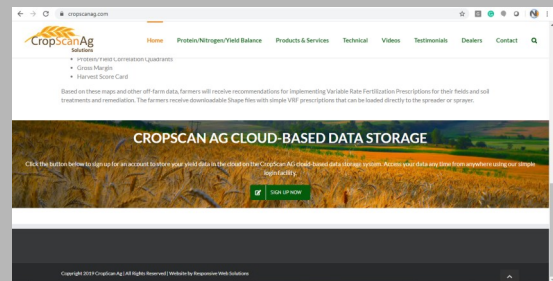 cropscanag.com
CropScanAg
Solutions
Home Protein/Nitrogen/Yield Balance Products & Services Technical Videos Testimonials Dealers Contact
Protein/Yield Correlation Quadrants
Gross Margin
Harvest Score Card
Based on these maps and other off-farm data, farmers will receive recommendations for implementing Variable Rate Fertilization Prescriptions for their fields and soil
treatments and remediation. The farmers receive downloadable Shape files with simple VRF prescriptions that can be loaded directly to the spreader or sprayer.
CROPSCAN AG CLOUD-BASED DATA STORAGE
Click the button below to sign up for an account to store your yield data in the cloud on the CropScan AG cloud-based data storage system. Access your data any time from anywhere using our simple
login facility.
SIGN UP NOW
Copyright 2019 CropScan Ag | All Rights Reserved | Website by Responsive Web Solutions